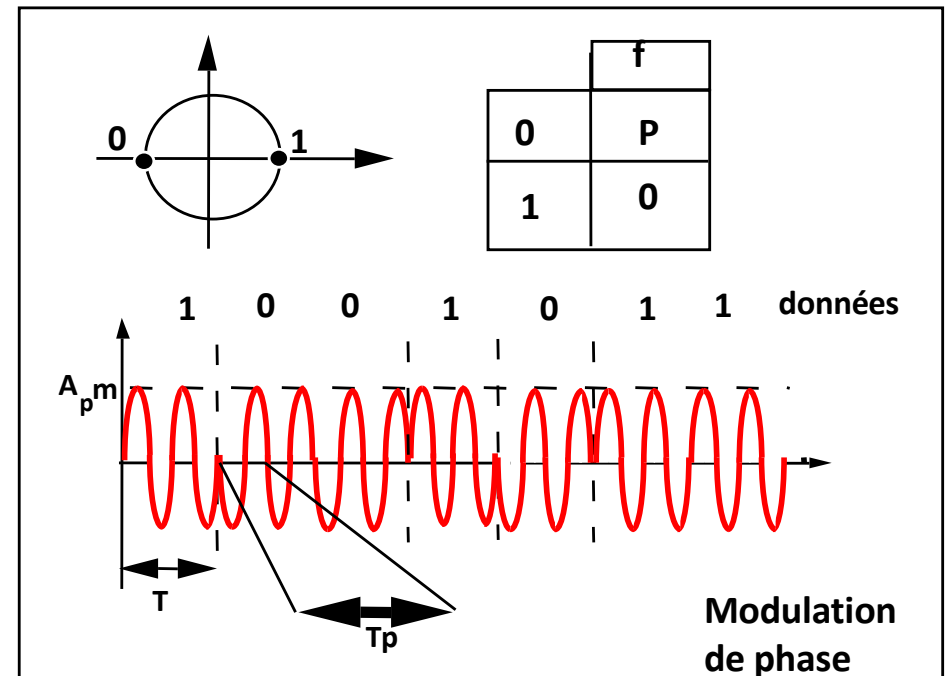 f
0 1
0 P
1 0
1 0 0 1 0 1 1 données
Apm
T
Tp
Modulation
de phase